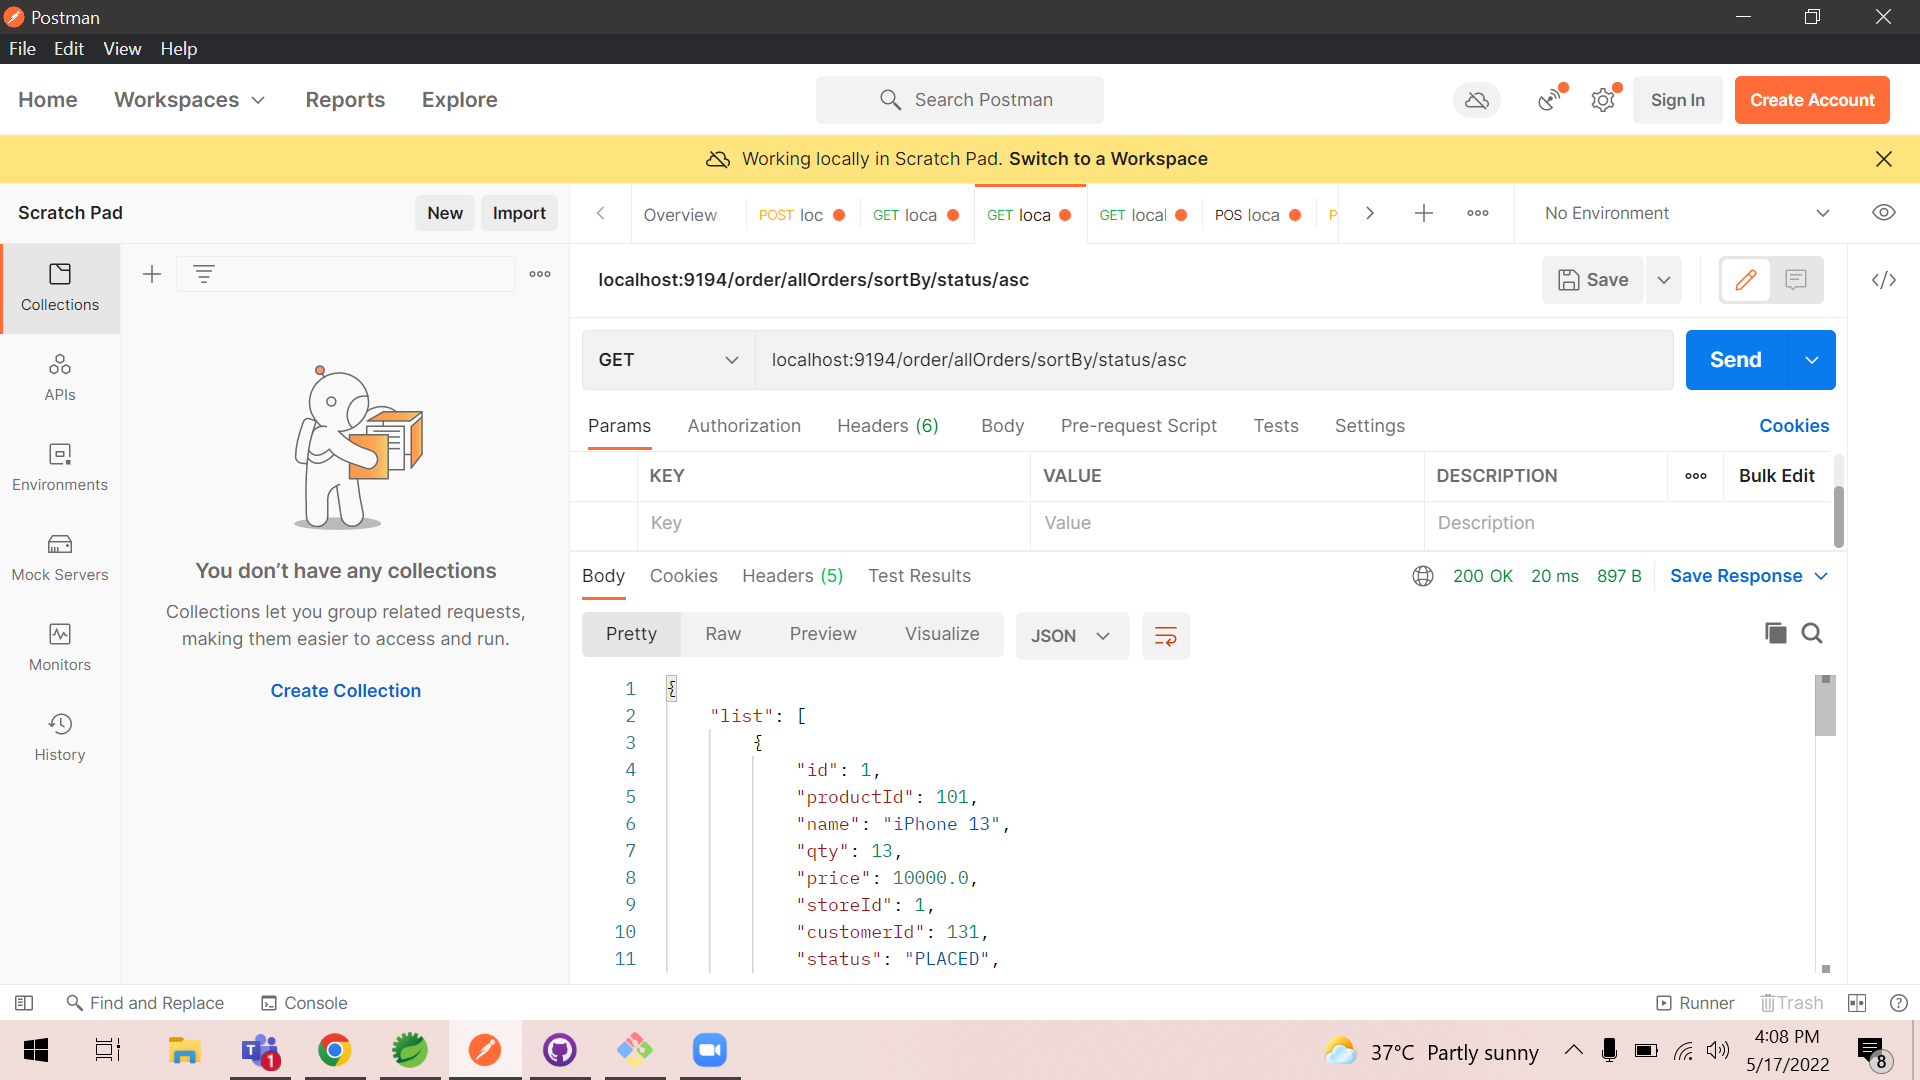 Postman
File Edit View Help
Home Workspaces Reports Explore Search Postman Sign In Create Account
Working locally in Scratch Pad. Switch to a Workspace
Scratch Pad New Import Overview POST loc GET loca GET loca GET local POS loca P No Environment
localhost:9194/order/allOrders/sortBy/status/asc Save
GET localhost:9194/order/allOrders/sortBy/status/asc Send
Params Authorization Headers (6) Body Pre-request Script Tests Settings Cookies
KEY VALUE DESCRIPTION Bulk Edit
Key Value Description
Collections
APIs
Environments
Mock Servers
Monitors
History
You don't have any collections
Collections let you group related requests,
making them easier to access and run.
Create Collection
Body Cookies Headers (5) Test Results 200 OK 20 ms 897 B Save Response
Pretty Raw Preview Visualize JSON
1 {
2 "list": [
3 {
4 "id": 1,
5 "productId": 101,
6 "name": "iPhone 13",
7 "qty": 13,
8 "price": 10000.0,
9 "storeId": 1,
10 "customerId": 131,
11 "status": "PLACED",
Find and Replace Console Runner Trash
1 37°C Partly sunny 4:08 PM
5/17/2022 8